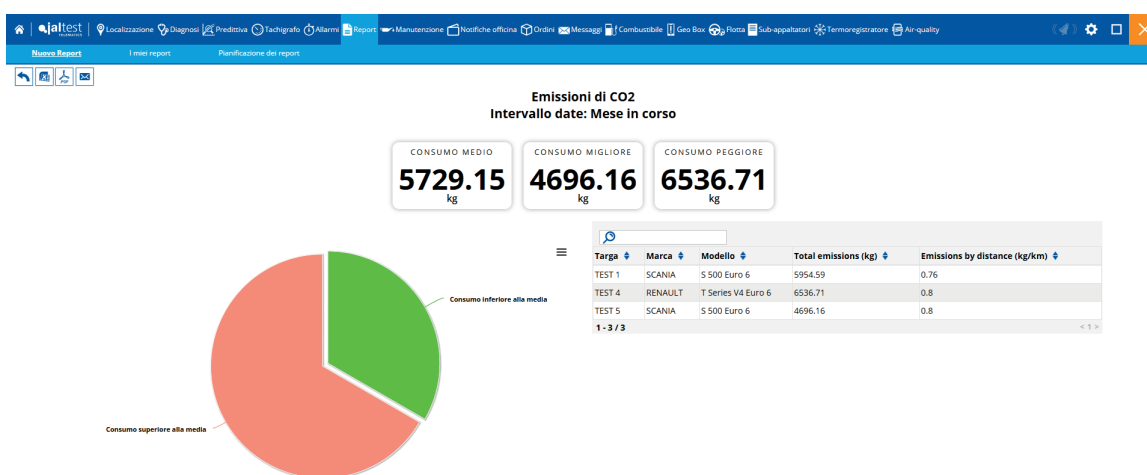 jaltest TELEMATICS Localizzazione Diagnosi Predittiva Tachigrafo Allarmi Report Manutenzione Notifiche officina Ordini Messaggi Combustibile Geo Box Flotta Sub-appaltatori Termoregistratore Air-quality
Nuovo Report I miei report Pianificazione dei report
PDF
Emissioni di CO2
Intervallo date: Mese in corso
CONSUMO MEDIO CONSUMO MIGLIORE CONSUMO PEGGIORE
5729.15 4696.16 6536.71
kg kg kg
Targa Marca Modello Total emissions (kg) Emissions by distance (kg/km)
TEST 1 SCANIA S 500 Euro 6 5954.59 0.76
TEST 4 RENAULT T Series V4 Euro 6 6536.71 0.8
TEST 5 SCANIA S 500 Euro 6 4696.16 0.8
1 - 3 / 3 < 1 >
Consumo inferiore alla media
Consumo superiore alla media